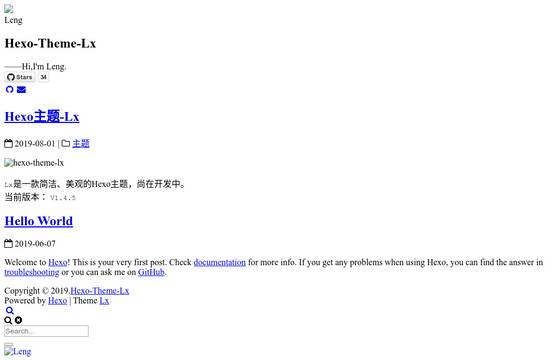 Leng
Hexo-Theme-Lx
——Hi,I'm Leng.
Stars 34
Hexo主题-Lx
2019-08-01 | 主题
hexo-theme-lx
Lx是一款简洁、美观的Hexo主题，尚在开发中。
当前版本： V1.4.5
Hello World
2019-06-07
Welcome to Hexo! This is your very first post. Check documentation for more info. If you get any problems when using Hexo, you can find the answer in
troubleshooting or you can ask me on GitHub.
Copyright © 2019.Hexo-Theme-Lx
Powered by Hexo | Theme Lx
Search...
Leng